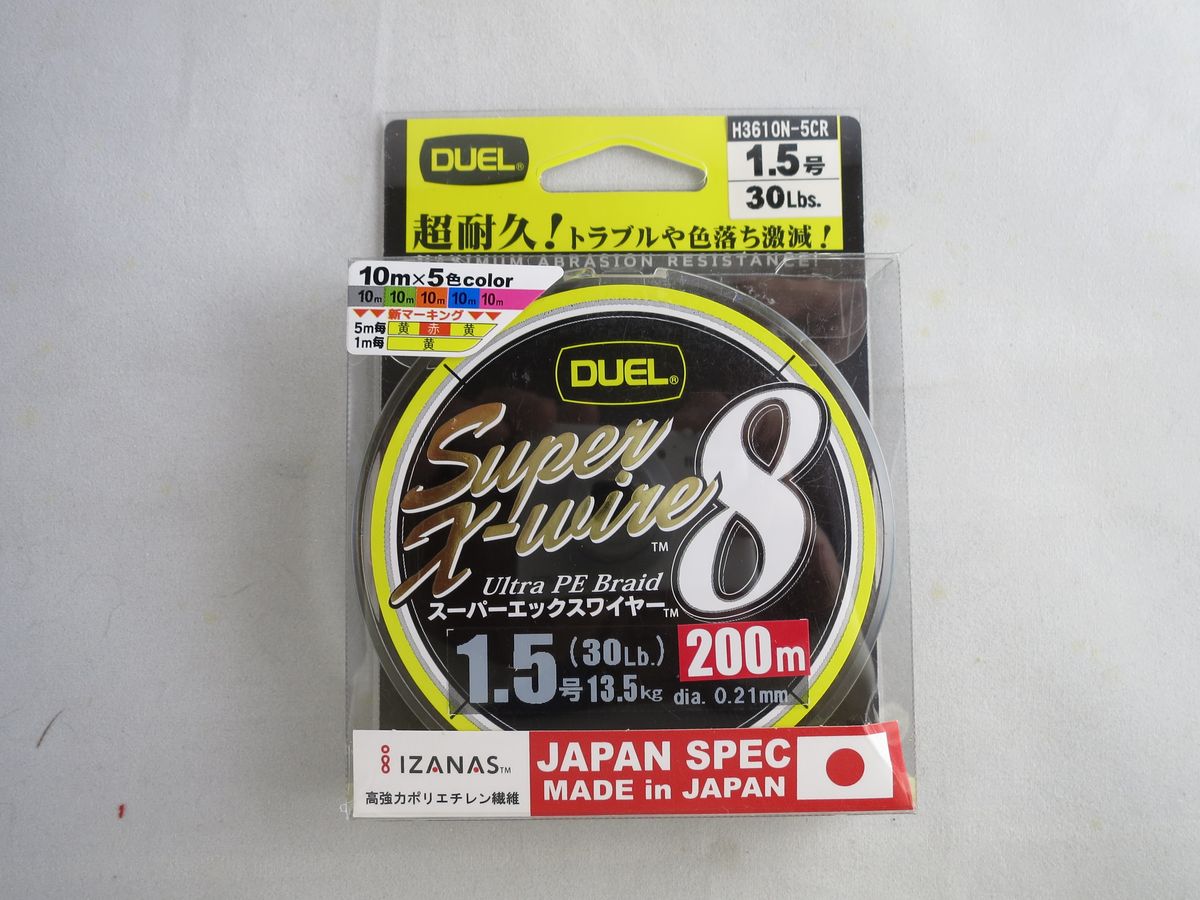 DUEL®
H3610N-5CR
1.5号
30Lbs.
超耐久!トラブルや色落ち激減!
MAXIMUM ABRASION RESISTANCE!
10m×5色color
10m 10m 10m 10m 10m
▼▼新マーキング▼▼
5m毎 黄 赤 黄
1m毎 黄
DUEL®
Super
X-wire 8
TM
Ultra PE Braid
スーパーエックスワイヤーTM
1.5号 (30Lb.) 13.5kg
200m
dia. 0.21mm
IZANAS TM
高強力ポリエチレン繊維
JAPAN SPEC
MADE in JAPAN